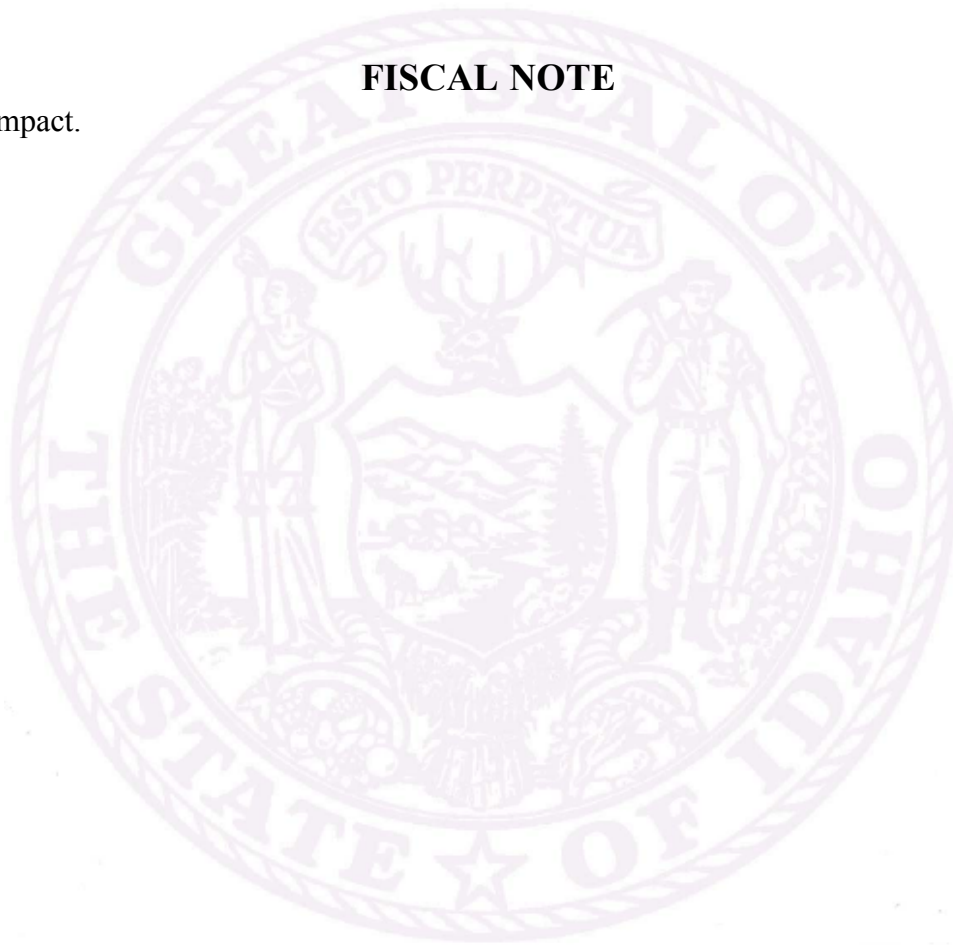 FISCAL NOTE
mpact.
GREAT SEAL OF
ESTO PERPETUA
THE STATE OF IDAHO